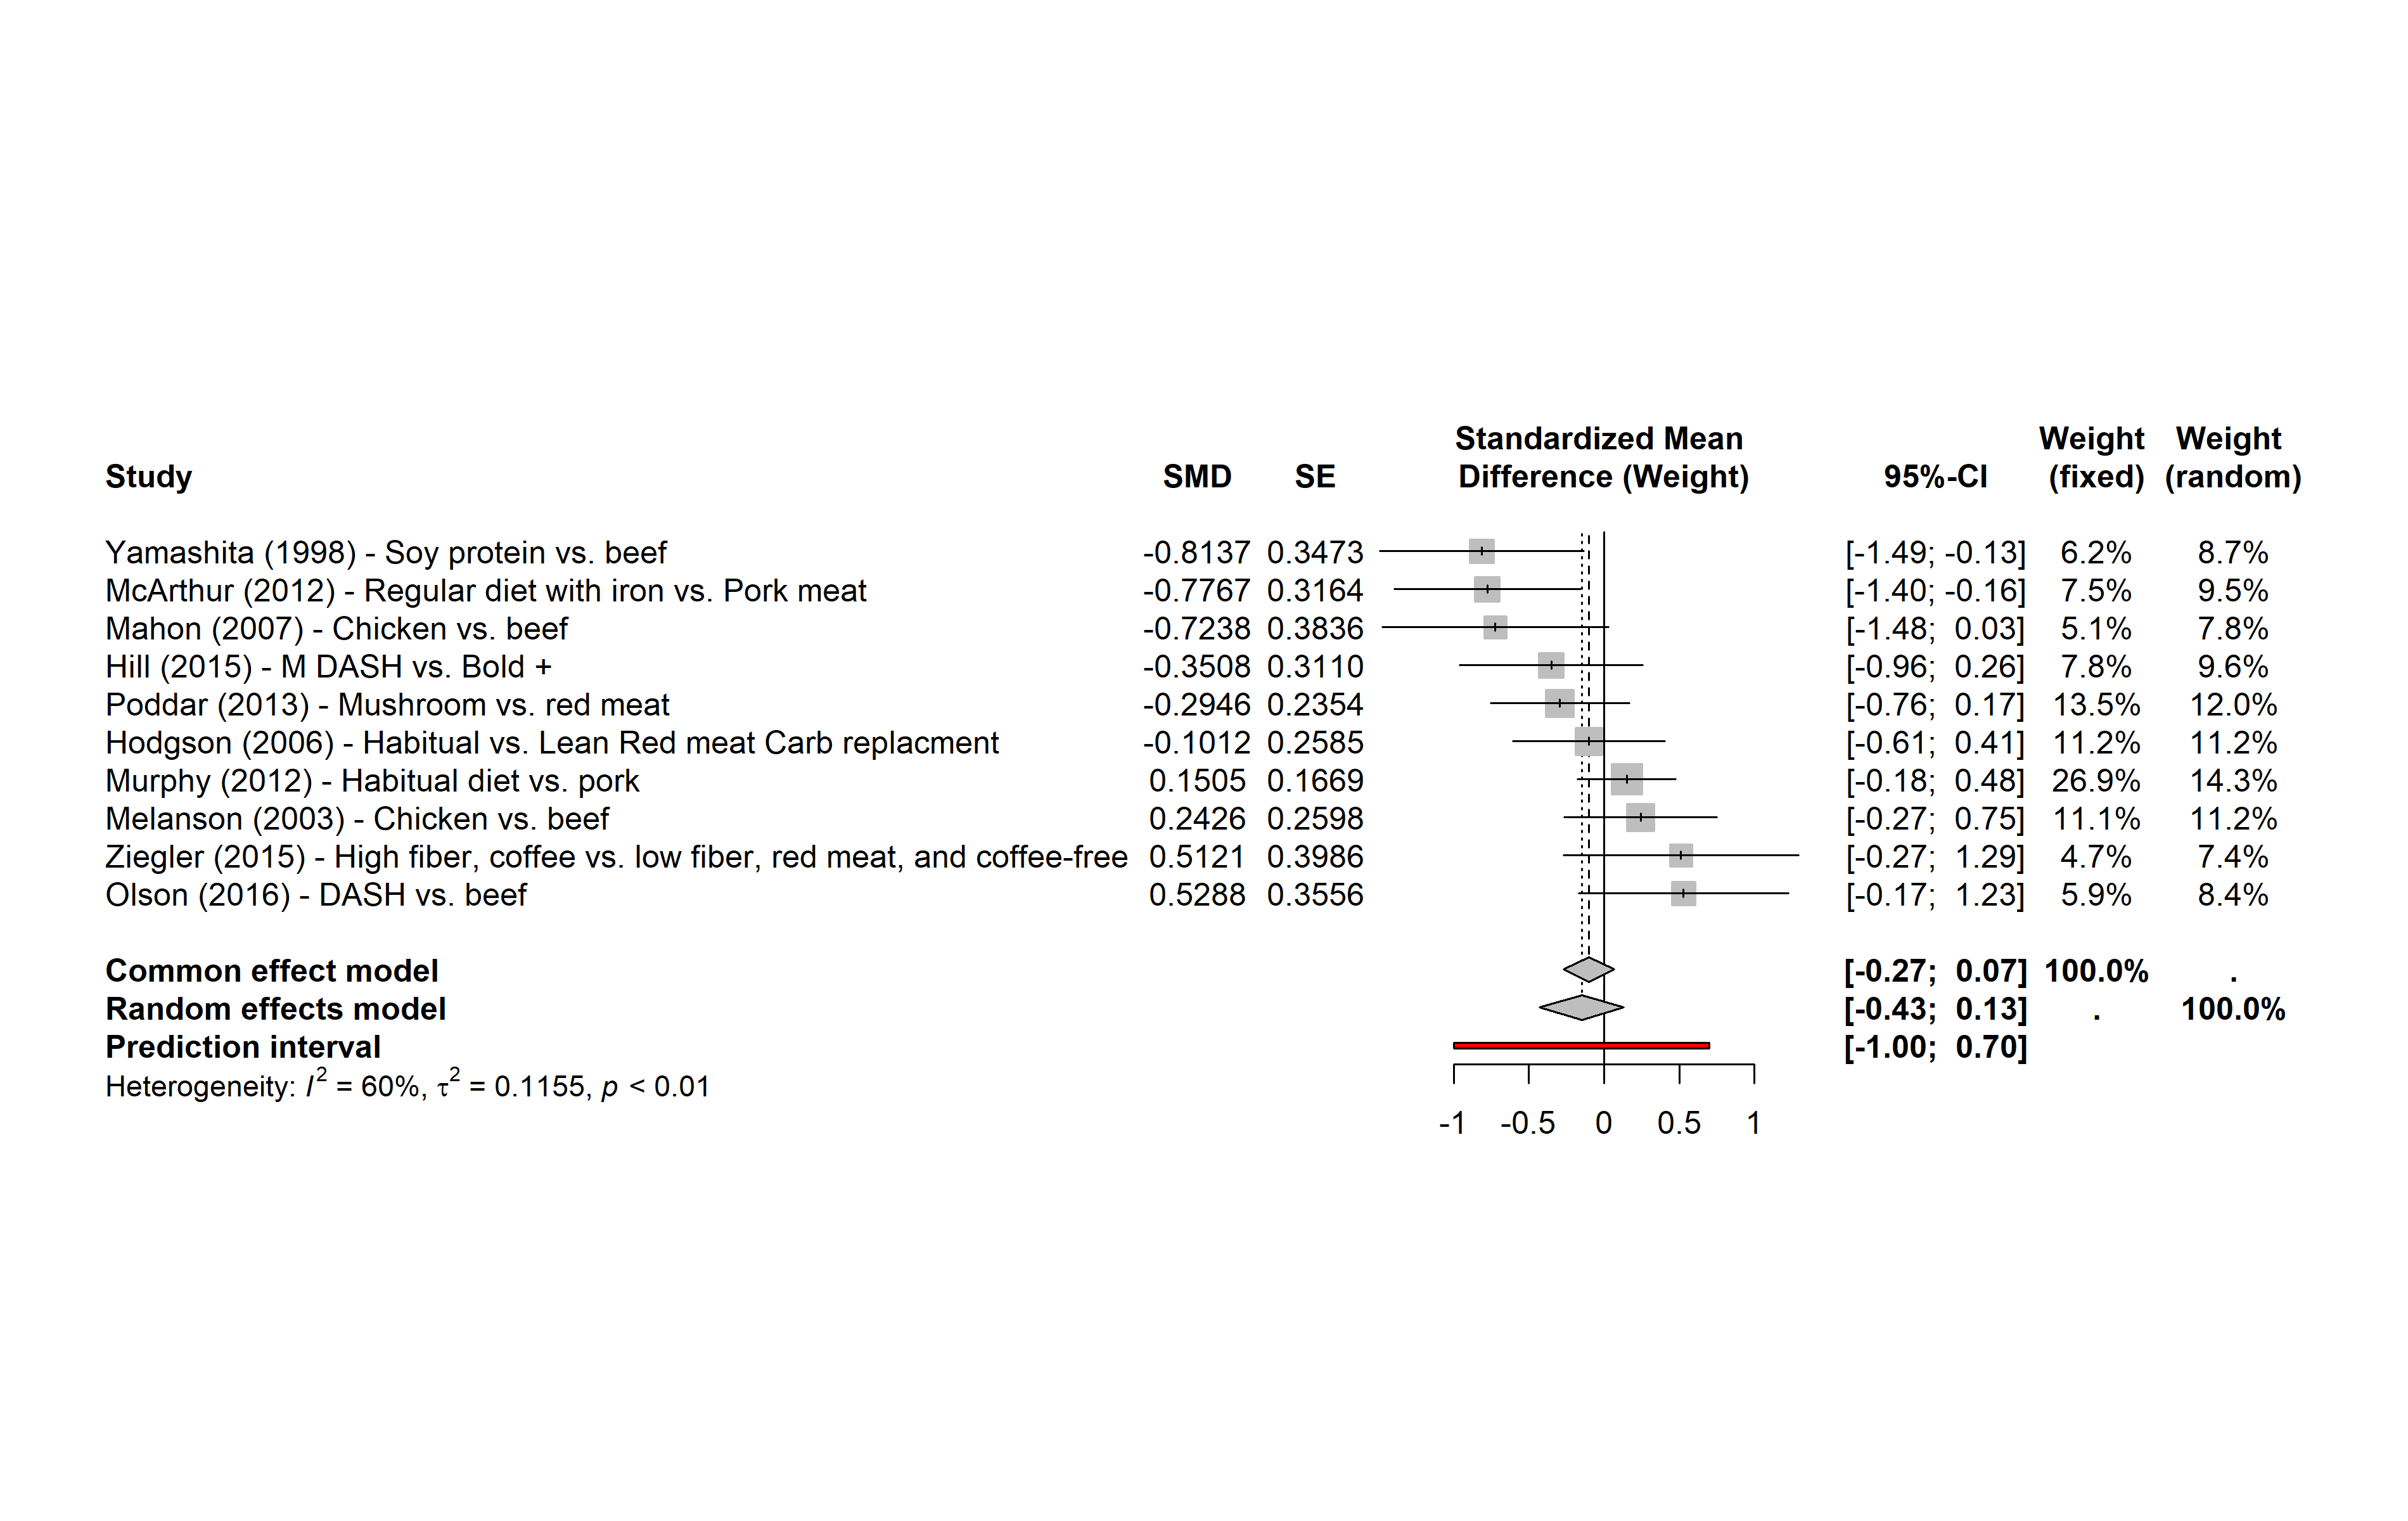 Standardized Mean Weight Weight
Study SMD SE Difference (Weight) 95%-CI (fixed) (random)
Yamashita (1998) - Soy protein vs. beef -0.8137 0.3473 [-1.49; -0.13] 6.2% 8.7%
McArthur (2012) - Regular diet with iron vs. Pork meat -0.7767 0.3164 [-1.40; -0.16] 7.5% 9.5%
Mahon (2007) - Chicken vs. beef -0.7238 0.3836 [-1.48; 0.03] 5.1% 7.8%
Hill (2015) - M DASH vs. Bold + -0.3508 0.3110 [-0.96; 0.26] 7.8% 9.6%
Poddar (2013) - Mushroom vs. red meat -0.2946 0.2354 [-0.76; 0.17] 13.5% 12.0%
Hodgson (2006) - Habitual vs. Lean Red meat Carb replacment -0.1012 0.2585 [-0.61; 0.41] 11.2% 11.2%
Murphy (2012) - Habitual diet vs. pork 0.1505 0.1669 [-0.18; 0.48] 26.9% 14.3%
Melanson (2003) - Chicken vs. beef 0.2426 0.2598 [-0.27; 0.75] 11.1% 11.2%
Ziegler (2015) - High fiber, coffee vs. low fiber, red meat, and coffee-free 0.5121 0.3986 [-0.27; 1.29] 4.7% 7.4%
Olson (2016) - DASH vs. beef 0.5288 0.3556 [-0.17; 1.23] 5.9% 8.4%
Common effect model [-0.27; 0.07] 100.0% .
Random effects model [-0.43; 0.13] . 100.0%
Prediction interval [-1.00; 0.70]
Heterogeneity: I² = 60%, τ² = 0.1155, p < 0.01
-1 -0.5 0 0.5 1